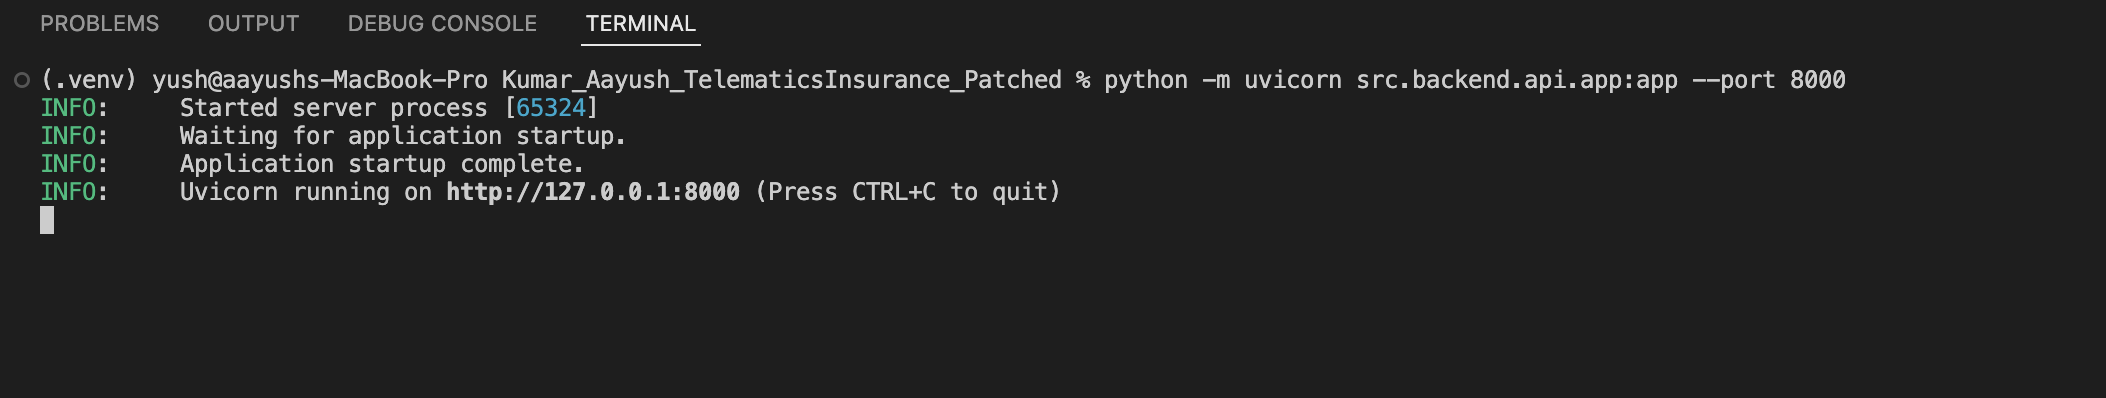 PROBLEMS OUTPUT DEBUG CONSOLE TERMINAL
(.venv) yush@aayushs-MacBook-Pro Kumar_Aayush_TelematicsInsurance_Patched % python -m uvicorn src.backend.api.app:app --port 8000
INFO:     Started server process [65324]
INFO:     Waiting for application startup.
INFO:     Application startup complete.
INFO:     Uvicorn running on http://127.0.0.1:8000 (Press CTRL+C to quit)